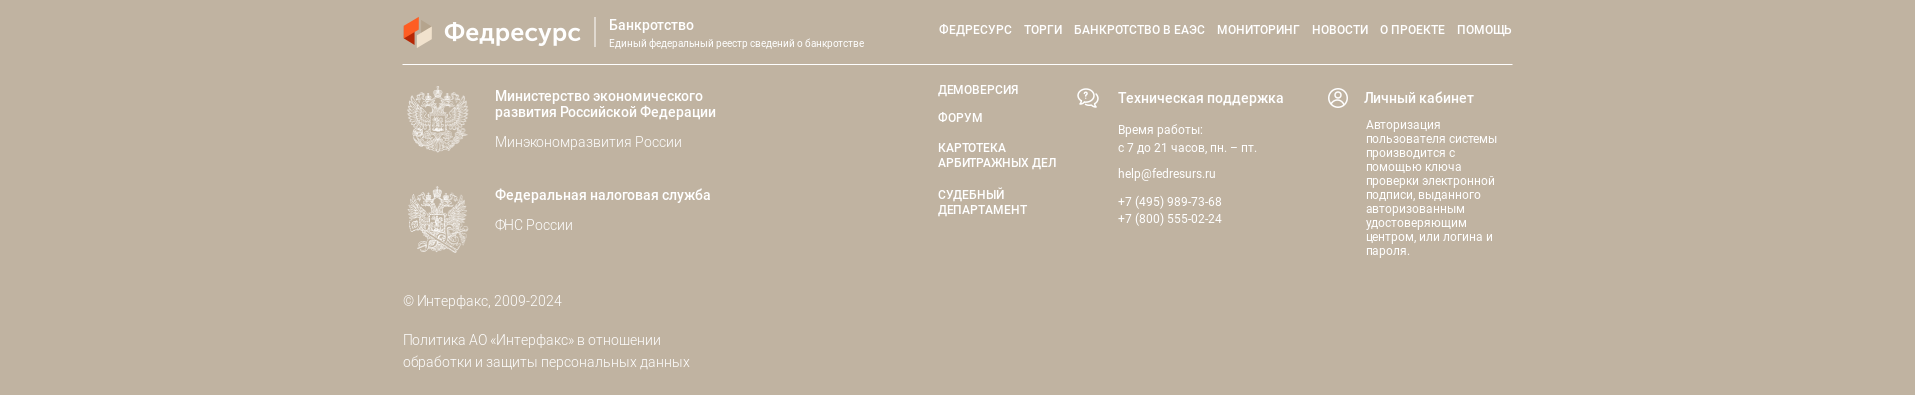 Федресурс
Банкротство
Единый федеральный реестр сведений о банкротстве
ФЕДРЕСУРС ТОРГИ БАНКРОТСТВО В ЕАЭС МОНИТОРИНГ НОВОСТИ О ПРОЕКТЕ ПОМОЩЬ
Министерство экономического
развития Российской Федерации
Минэкономразвития России
Федеральная налоговая служба
ФНС России
ДЕМОВЕРСИЯ
ФОРУМ
КАРТОТЕКА
АРБИТРАЖНЫХ ДЕЛ
СУДЕБНЫЙ
ДЕПАРТАМЕНТ
Техническая поддержка
Время работы:
с 7 до 21 часов, пн. – пт.
help@fedresurs.ru
+7 (495) 989-73-68
+7 (800) 555-02-24
Личный кабинет
Авторизация
пользователя системы
производится с
помощью ключа
проверки электронной
подписи, выданного
авторизованным
удостоверяющим
центром, или логина и
пароля.
© Интерфакс, 2009-2024
Политика АО «Интерфакс» в отношении
обработки и защиты персональных данных